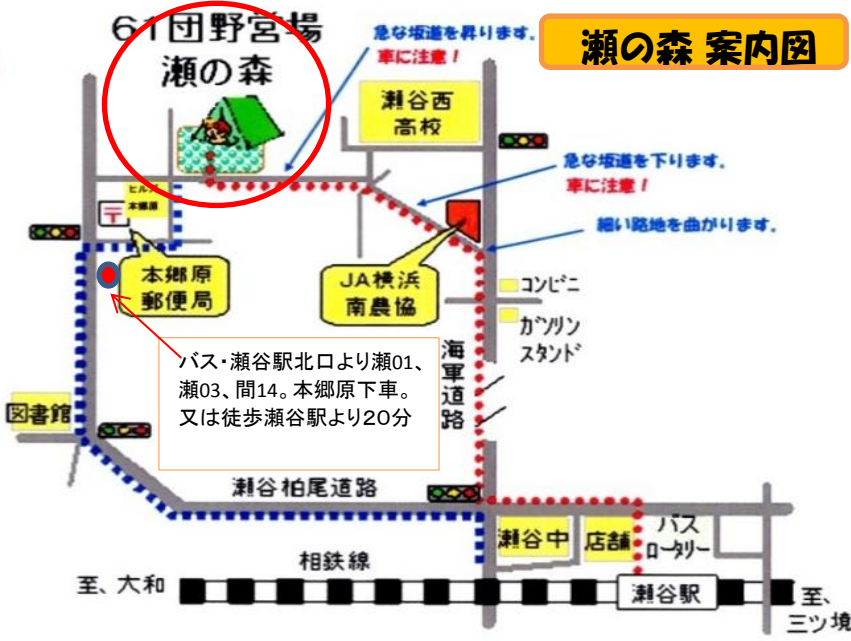 61団野営場
瀬の森
急な坂道を昇ります。
車に注意！
瀬の森 案内図
瀬谷西
高校
急な坂道を下ります。
車に注意！
ヒルズ
本郷原
〒
細い路地を曲がります。
本郷原
郵便局
JA横浜
南農協
コンビニ
ガソリン
スタンド
バス・瀬谷駅北口より瀬01、
瀬03、間14。本郷原下車。
又は徒歩瀬谷駅より20分
海軍道路
図書館
瀬谷柏尾道路
瀬谷中
店舗
バス
ロータリー
相鉄線
至、大和
瀬谷駅
至、
三ツ境